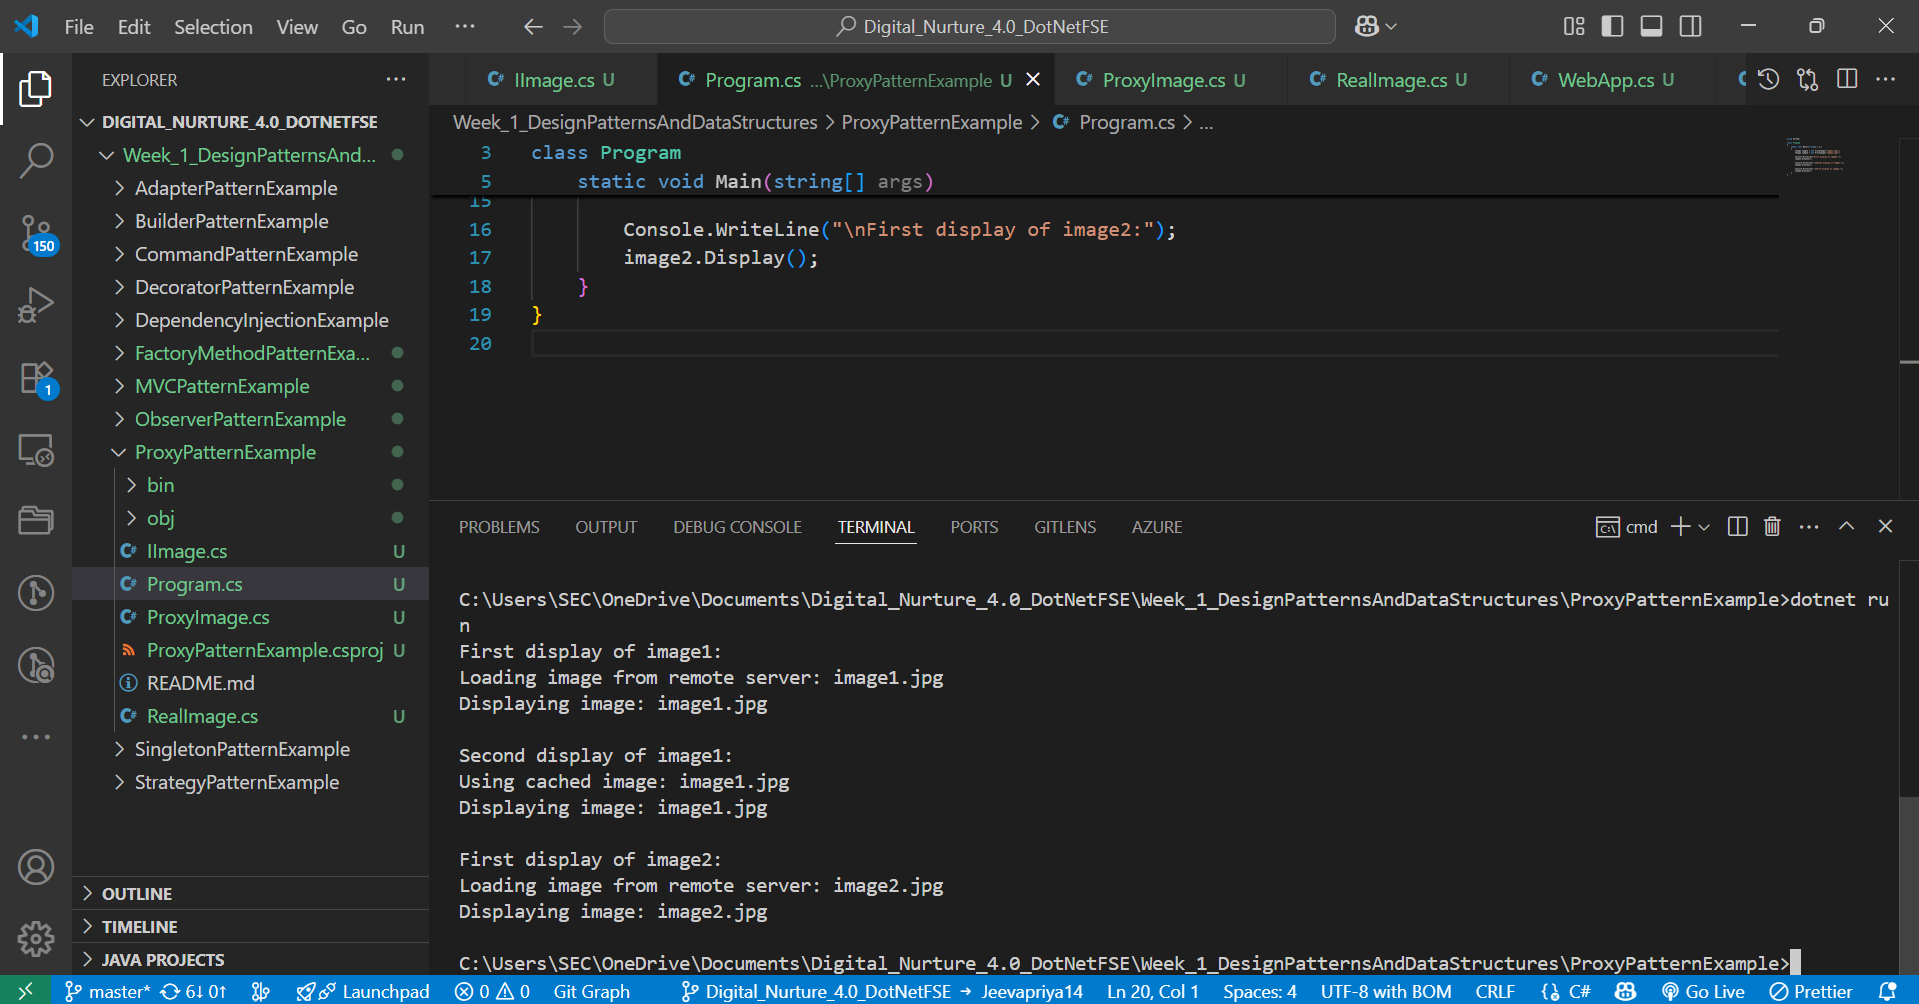 File Edit Selection View Go Run ···
Digital_Nurture_4.0_DotNetFSE
EXPLORER
DIGITAL_NURTURE_4.0_DOTNETFSE
Week_1_DesignPatternsAnd...
AdapterPatternExample
BuilderPatternExample
CommandPatternExample
DecoratorPatternExample
DependencyInjectionExample
FactoryMethodPatternExa...
MVCPatternExample
ObserverPatternExample
ProxyPatternExample
bin
obj
C# IImage.cs U
C# Program.cs U
C# ProxyImage.cs U
ProxyPatternExample.csproj U
README.md
C# RealImage.cs U
SingletonPatternExample
StrategyPatternExample
OUTLINE
TIMELINE
JAVA PROJECTS
150
1
C# IImage.cs U
C# Program.cs ...\ProxyPatternExample U
C# ProxyImage.cs U
C# RealImage.cs U
C# WebApp.cs U
Week_1_DesignPatternsAndDataStructures > ProxyPatternExample > C# Program.cs > ...
3 class Program
5 static void Main(string[] args)
15
16 Console.WriteLine("\nFirst display of image2:");
17 image2.Display();
18 }
19 }
20
PROBLEMS OUTPUT DEBUG CONSOLE TERMINAL PORTS GITLENS AZURE
cmd
C:\Users\SEC\OneDrive\Documents\Digital_Nurture_4.0_DotNetFSE\Week_1_DesignPatternsAndDataStructures\ProxyPatternExample>dotnet ru
n
First display of image1:
Loading image from remote server: image1.jpg
Displaying image: image1.jpg
Second display of image1:
Using cached image: image1.jpg
Displaying image: image1.jpg
First display of image2:
Loading image from remote server: image2.jpg
Displaying image: image2.jpg
C:\Users\SEC\OneDrive\Documents\Digital_Nurture_4.0_DotNetFSE\Week_1_DesignPatternsAndDataStructures\ProxyPatternExample>
master* 6↓ 0↑ Launchpad 0 0 Git Graph Digital_Nurture_4.0_DotNetFSE → Jeevapriya14 Ln 20, Col 1 Spaces: 4 UTF-8 with BOM CRLF {} C# Go Live Prettier